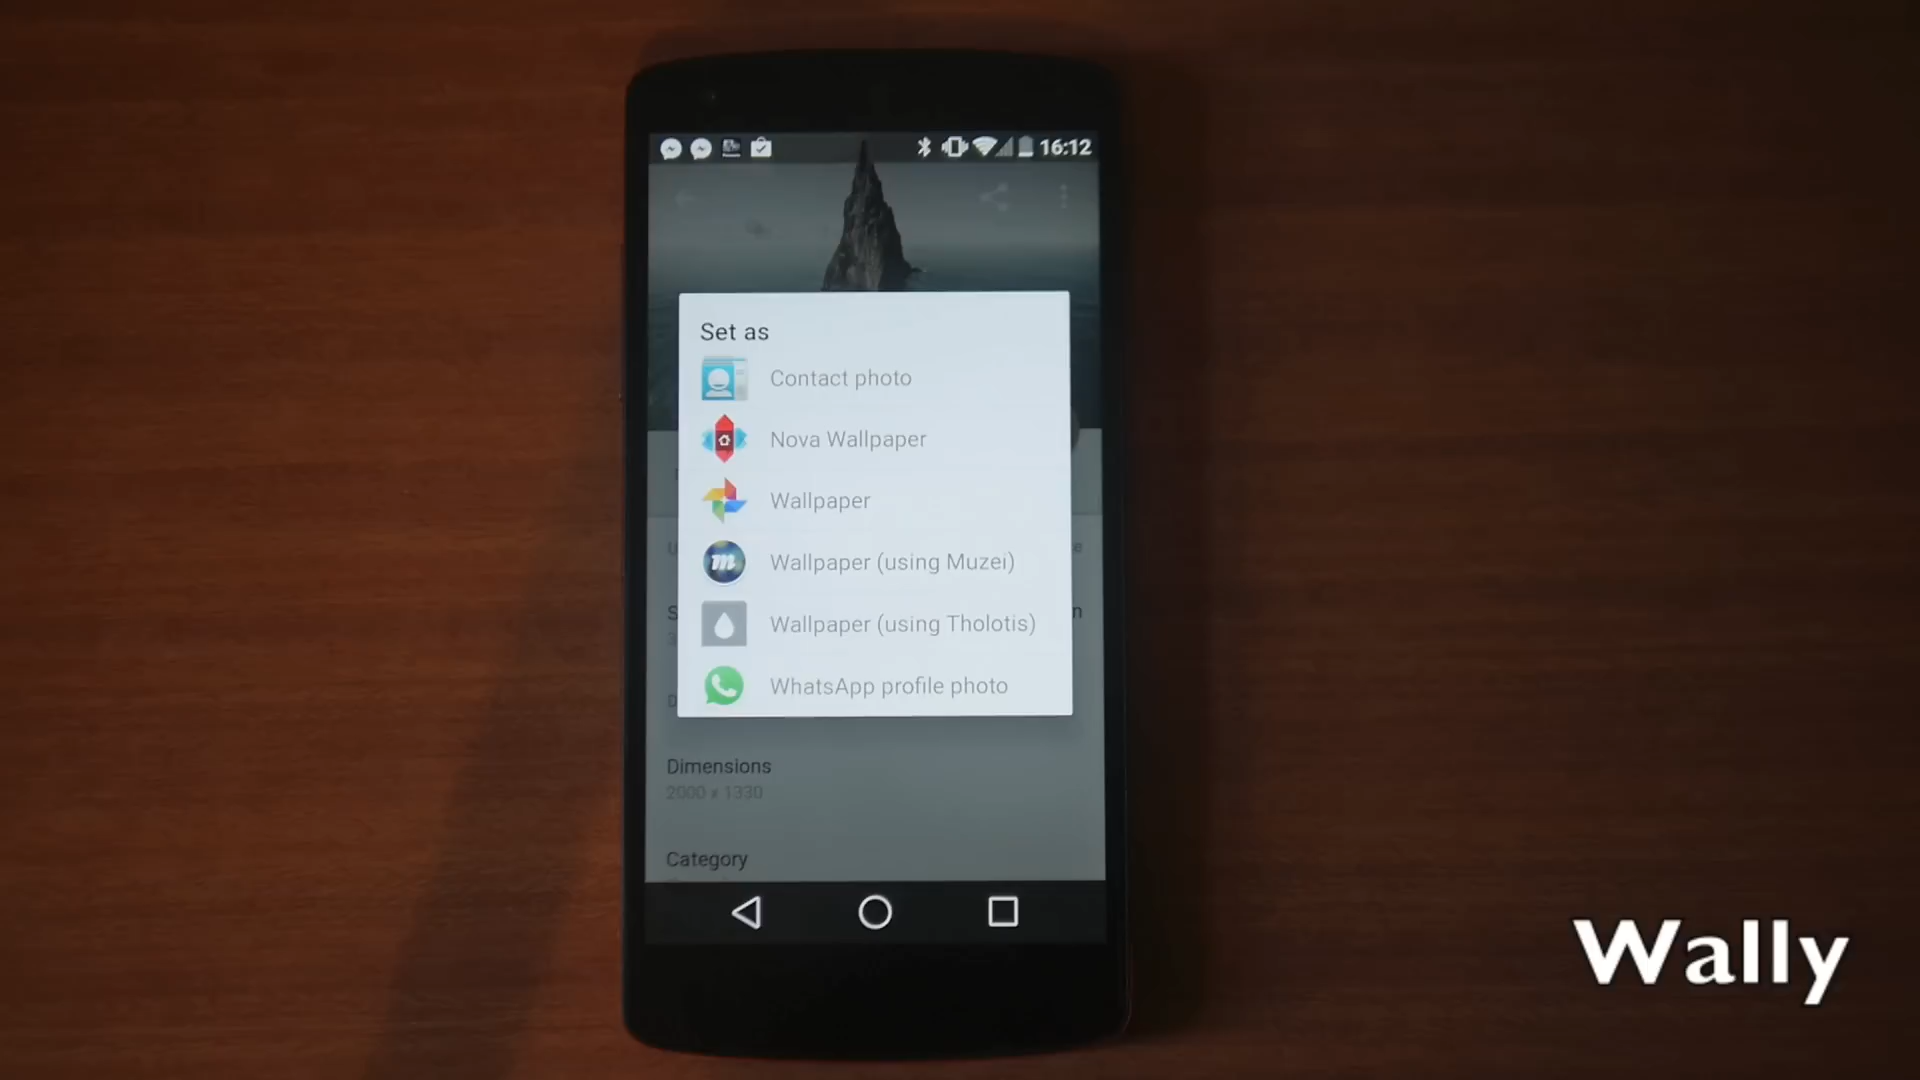 16:12
Set as
Contact photo
Nova Wallpaper
Wallpaper
Wallpaper (using Muzei)
Wallpaper (using Tholotis)
WhatsApp profile photo
Dimensions
2000 x 1330
Category
Wally